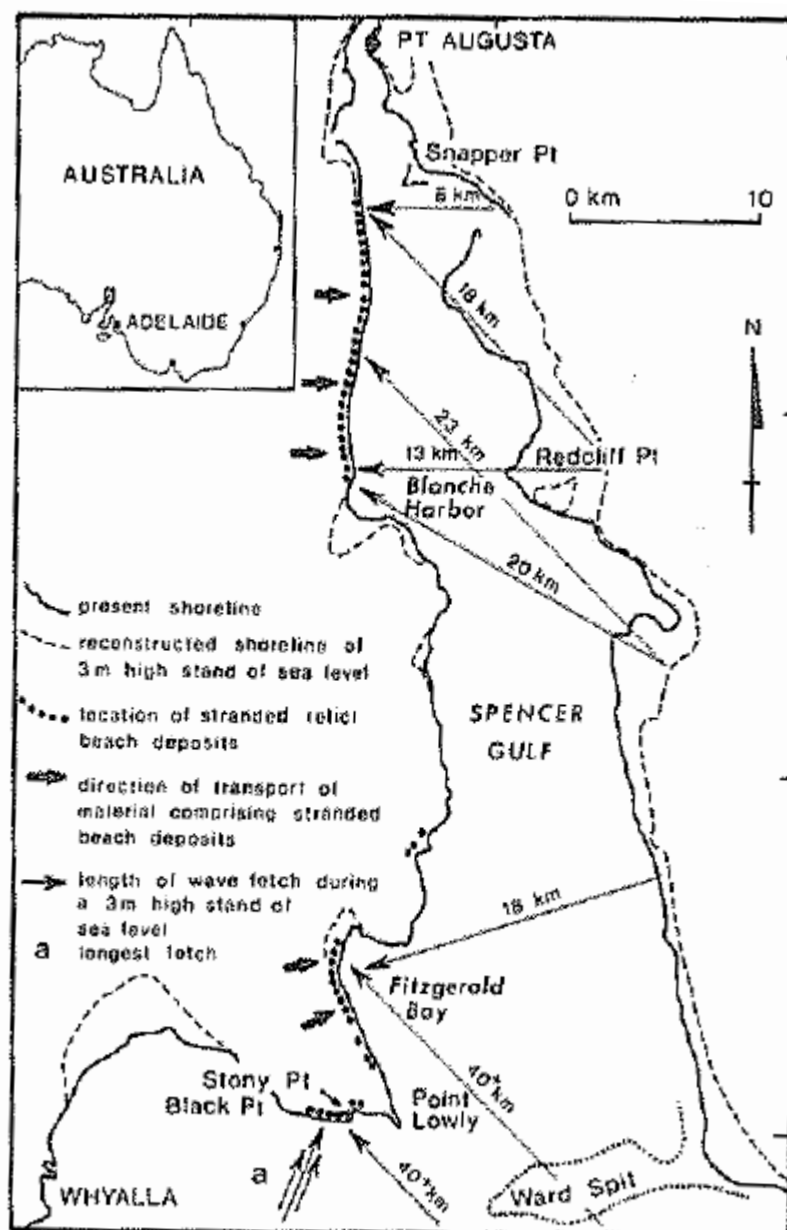 PT AUGUSTA
Snapper Pt
AUSTRALIA
8 km
0 km 10
18 km
ADELAIDE
N
23 km
13 km
Redcliff Pt
Blanche
Harbor
20 km
present shoreline
reconstructed shoreline of
3m high stand of sea level
SPENCER
GULF
location of stranded relict
beach deposits
direction of transport of
material comprising stranded
beach deposits
length of wave fetch during
a 3m high stand of
sea level
a longest fetch
18 km
Fitzgerald
Bay
40+km
Stony Pt
Black Pt
Point
Lowly
a
40+km
Ward Spit
WHYALLA